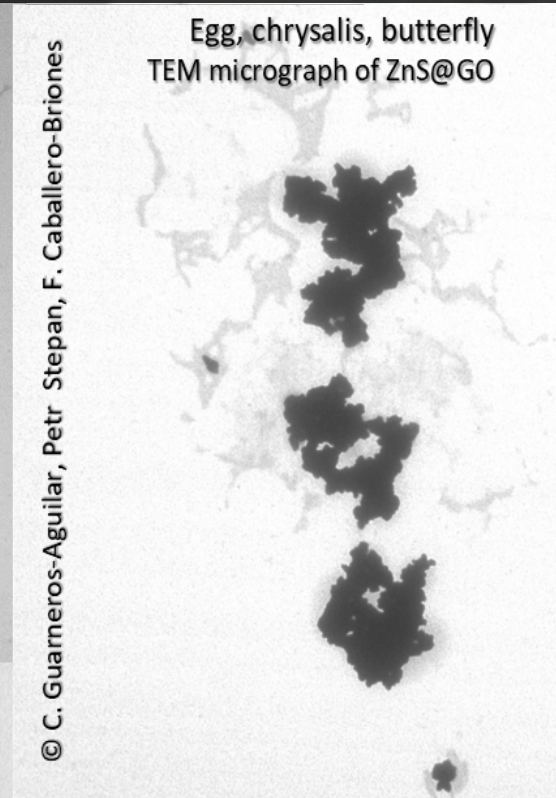 Egg, chrysalis, butterfly
TEM micrograph of ZnS@GO
© C. Guarneros-Aguilar, Petr Stepan, F. Caballero-Briones